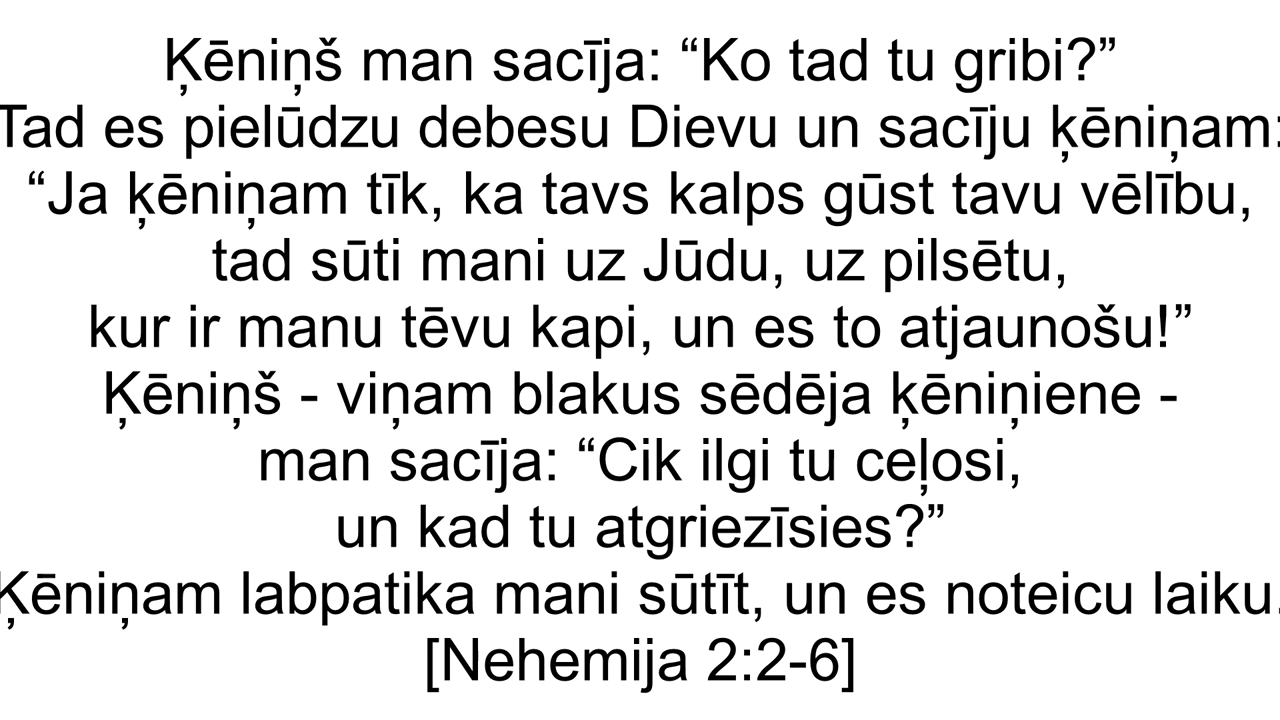 Ķēniņš man sacīja: “Ko tad tu gribi?”
Tad es pielūdzu debesu Dievu un sacīju ķēniņam:
“Ja ķēniņam tīk, ka tavs kalps gūst tavu vēlību,
tad sūti mani uz Jūdu, uz pilsētu,
kur ir manu tēvu kapi, un es to atjaunošu!”
Ķēniņš - viņam blakus sēdēja ķēniņiene -
man sacīja: “Cik ilgi tu ceļosi,
un kad tu atgriezīsies?”
Ķēniņam labpatika mani sūtīt, un es noteicu laiku.
[Nehemija 2:2-6]